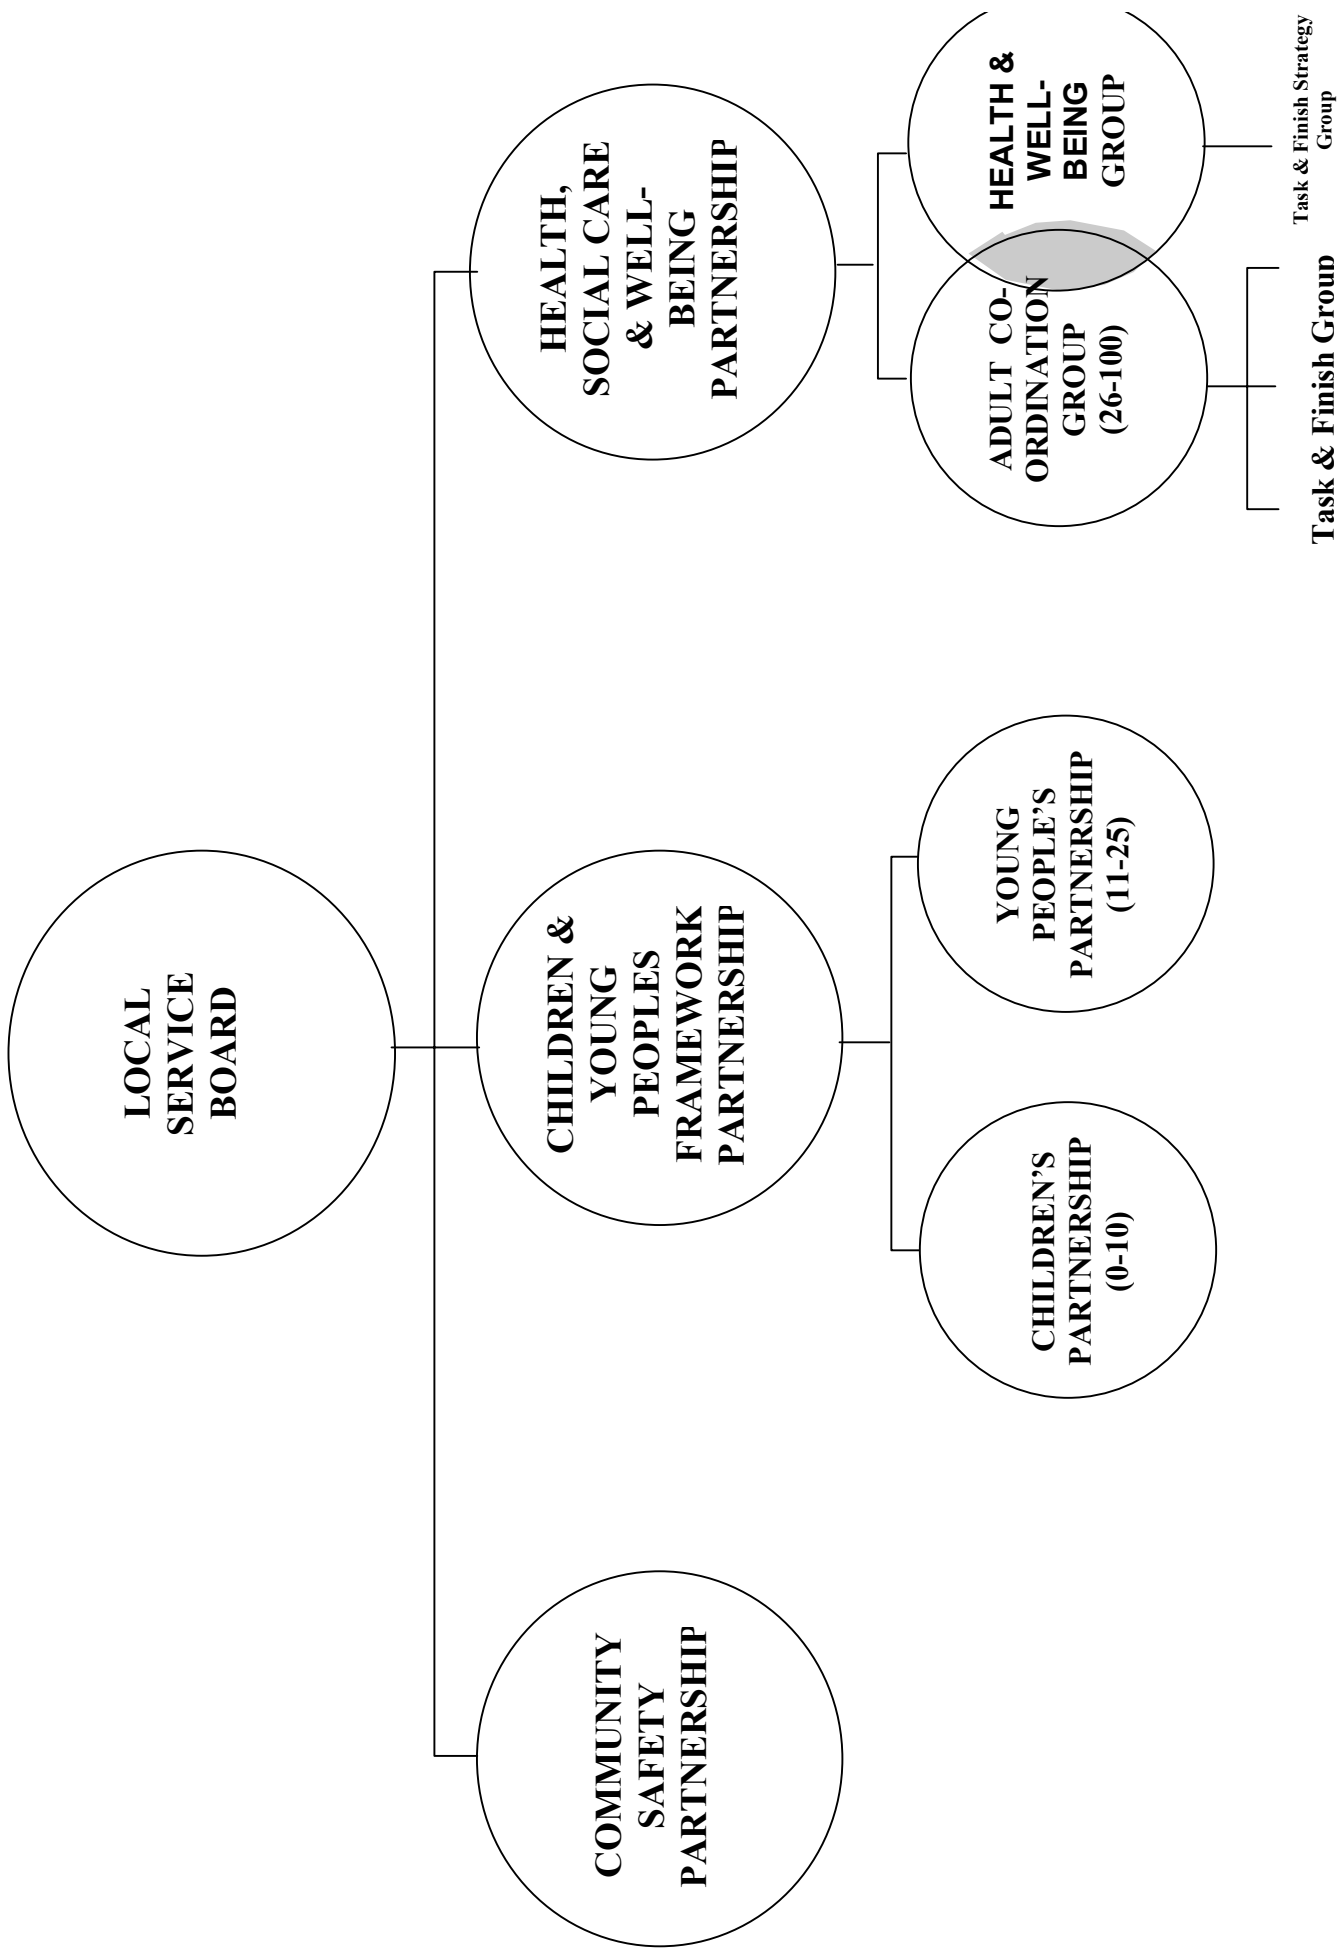 LOCAL
SERVICE
BOARD
COMMUNITY
SAFETY
PARTNERSHIP
CHILDREN &
YOUNG
PEOPLES
FRAMEWORK
PARTNERSHIP
HEALTH,
SOCIAL CARE
& WELL-
BEING
PARTNERSHIP
CHILDREN'S
PARTNERSHIP
(0-10)
YOUNG
PEOPLE'S
PARTNERSHIP
(11-25)
ADULT CO-
ORDINATION
GROUP
(26-100)
HEALTH &
WELL-
BEING
GROUP
Task & Finish Group
Task & Finish Strategy
Group